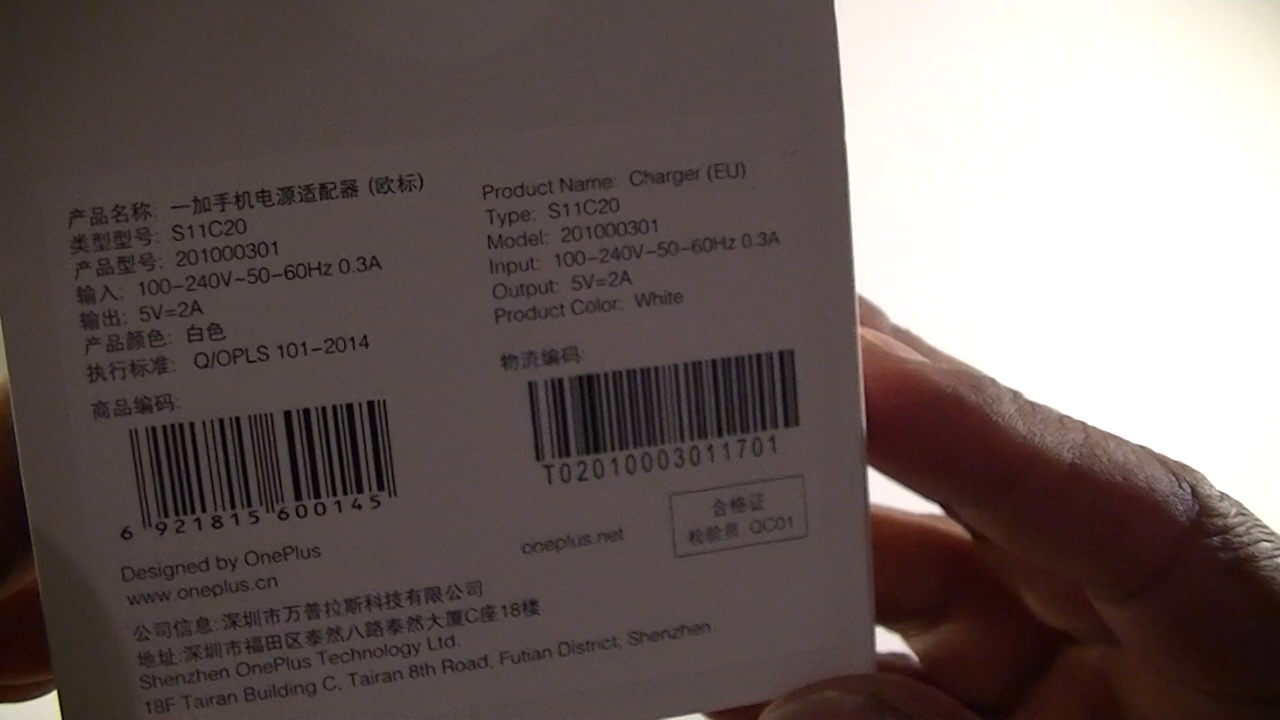 产品名称: 一加手机电源适配器 (欧标)
类型型号: S11C20
产品型号: 201000301
输入: 100-240V~50-60Hz 0.3A
输出: 5V=2A
产品颜色: 白色
执行标准: Q/OPLS 101-2014
商品编码:
6 921815 600145
Product Name: Charger (EU)
Type: S11C20
Model: 201000301
Input: 100-240V~50-60Hz 0.3A
Output: 5V=2A
Product Color: White
物流编码:
T02010003011701
oneplus.net
合格证
检验员 QC01
Designed by OnePlus
www.oneplus.cn
公司信息:深圳市万普拉斯科技有限公司
地址:深圳市福田区泰然八路泰然大厦C座18楼
Shenzhen OnePlus Technology Ltd.
18F Tairan Building C, Tairan 8th Road, Futian District, Shenzhen.